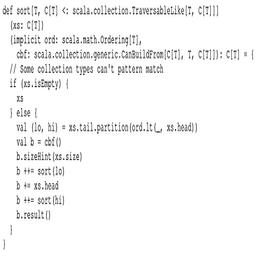 def sort[T, C[T] <: scala.collection.TraversableLike[T, C[T]]]
(xs: C[T])
(implicit ord: scala.math.Ordering[T],
cbf: scala.collection.generic.CanBuildFrom[C[T], T, C[T]]): C[T] = {
// Some collection types can't pattern match
if (xs.isEmpty) {
xs
} else {
val (lo, hi) = xs.tail.partition(ord.lt(_, xs.head))
val b = cbf()
b.sizeHint(xs.size)
b ++= sort(lo)
b += xs.head
b ++= sort(hi)
b.result()
}
}